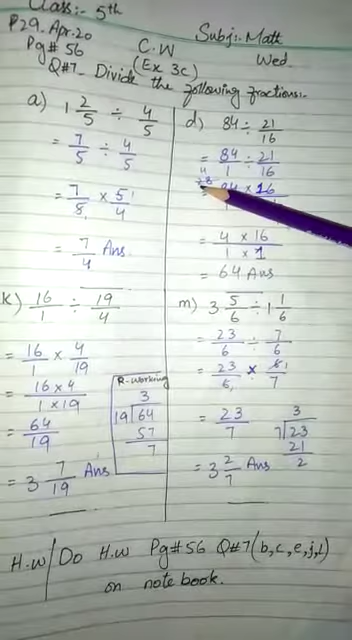 Class:- 5th
P29.Apr.20 Subj:- Math
Pg# 56 C.W Wed.
(Ex 3c)
Q#7 Divide the following fractions:-
a) 1 2/5 ÷ 4/5
= 7/5 ÷ 4/5
= 7/5 × 5/4
= 7/4 Ans
d) 84 ÷ 21/16
= 84/1 ÷ 21/16
= 84 × 16
= 4 × 16 / 1 × 1
= 64 Ans
k) 16/1 ÷ 19/4
= 16/1 × 4/19
= 16×4 / 1×19
= 64/19
= 3 7/19 Ans
R-Working
3
19√64
57
7
m) 3 5/6 ÷ 1 1/6
= 23/6 ÷ 7/6
= 23/6 × 6/7
= 23/7
= 3 2/7 Ans
3
7√23
21
2
H.W/ Do H.W Pg#56 Q#7(b,c,e,j,l)
on note book.